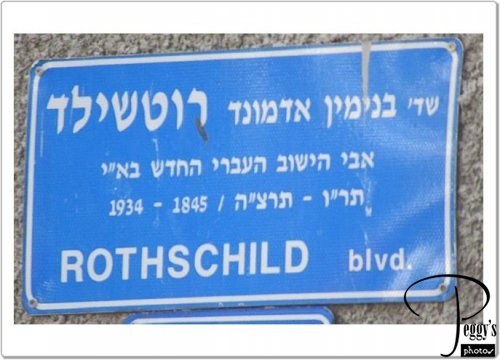 שד' בנימין אדמונד רוטשילד
אבי הישוב העברי החדש בא"י
תר"ו - תרצ"ה / 1845 - 1934
ROTHSCHILD blvd.
Peggy's
photos